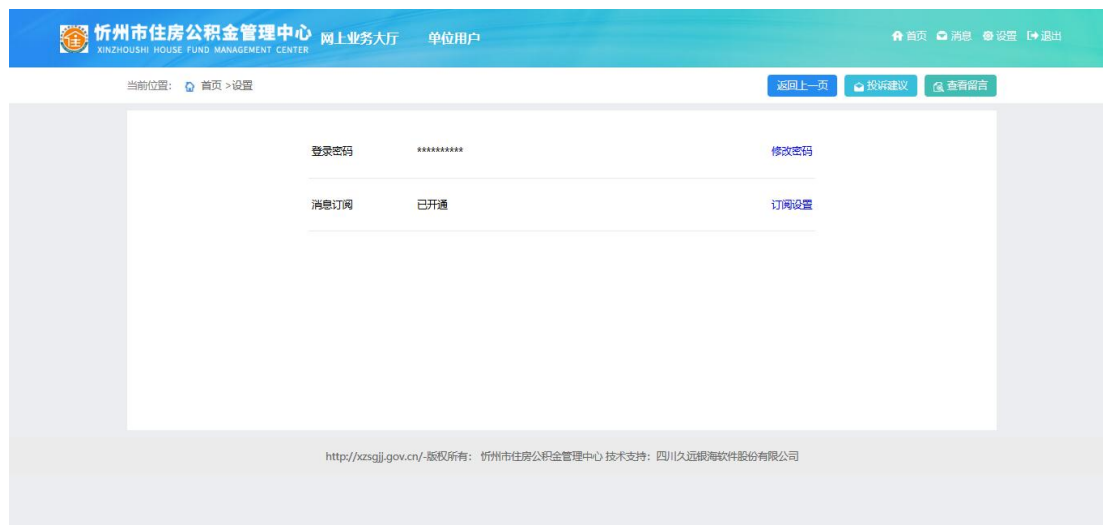 忻州市住房公积金管理中心 网上业务大厅 单位用户 首页 消息 设置 退出
XINZHOUSHI HOUSE FUND MANAGEMENT CENTER
当前位置： 首页 >设置 返回上一页 投诉建议 查看留言
登录密码 ********** 修改密码
消息订阅 已开通 订阅设置
http://xzsgjj.gov.cn/-版权所有： 忻州市住房公积金管理中心 技术支持：四川久远银海软件股份有限公司